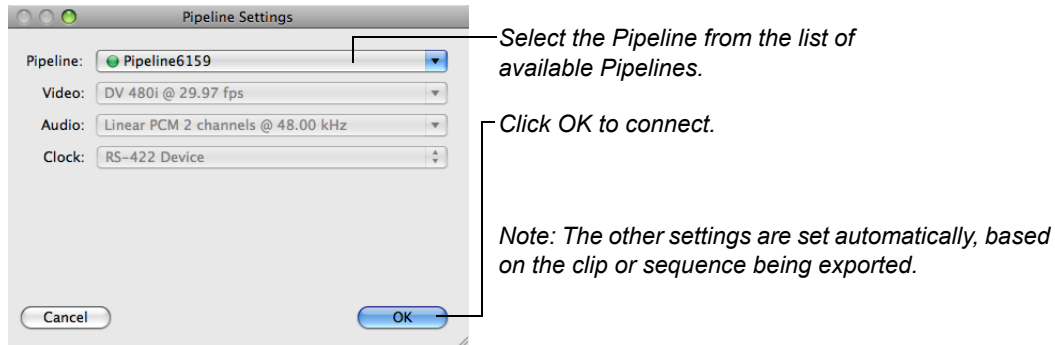 Pipeline Settings
Pipeline: Pipeline6159
Video: DV 480i @ 29.97 fps
Audio: Linear PCM 2 channels @ 48.00 kHz
Clock: RS-422 Device
Cancel OK
Select the Pipeline from the list of
available Pipelines.
Click OK to connect.
Note: The other settings are set automatically, based
on the clip or sequence being exported.